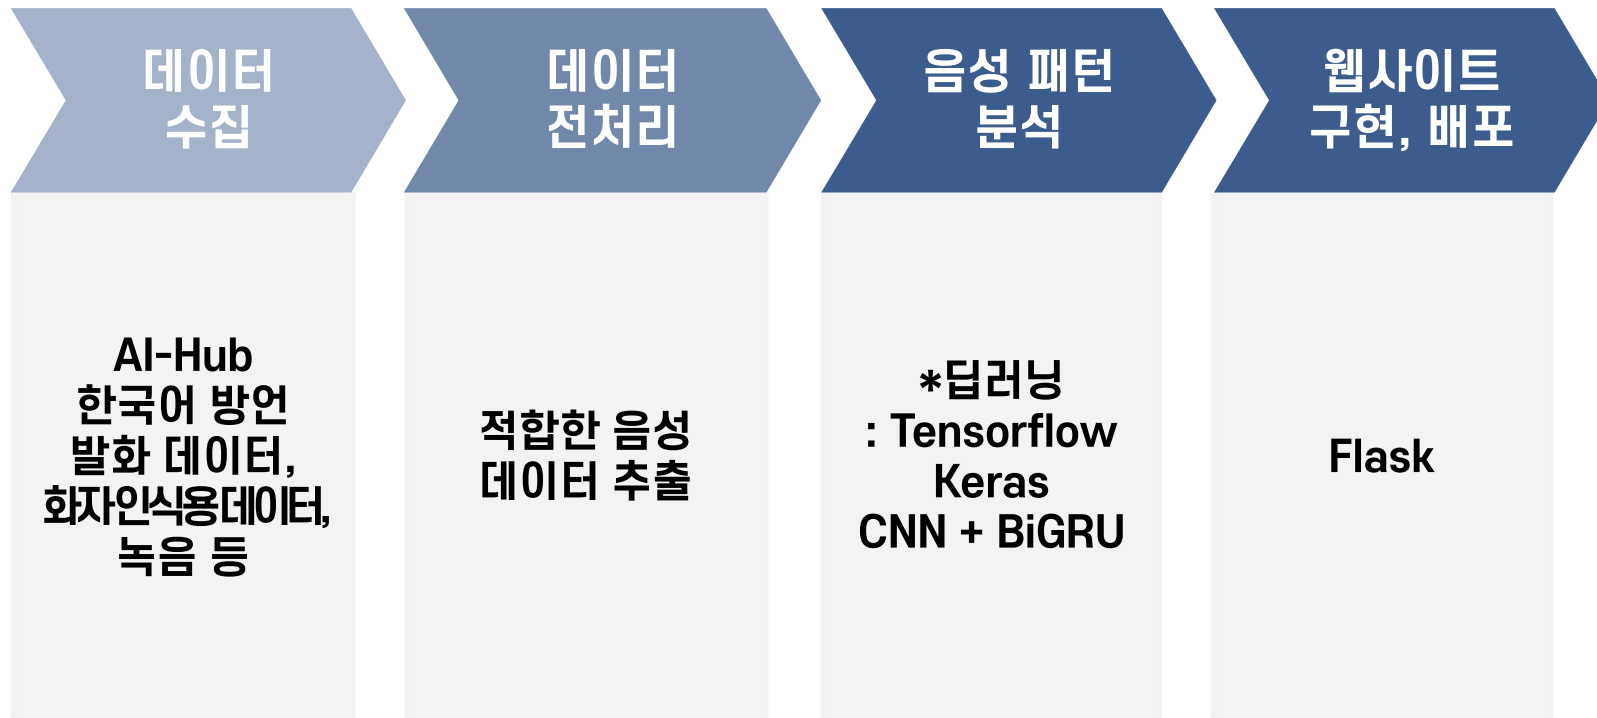 데이터
수집
데이터
전처리
음성 패턴
분석
웹사이트
구현, 배포
AI-Hub
한국어 방언
발화 데이터,
화자인식용데이터,
녹음 등
적합한 음성
데이터 추출
*딥러닝
: Tensorflow
Keras
CNN + BiGRU
Flask